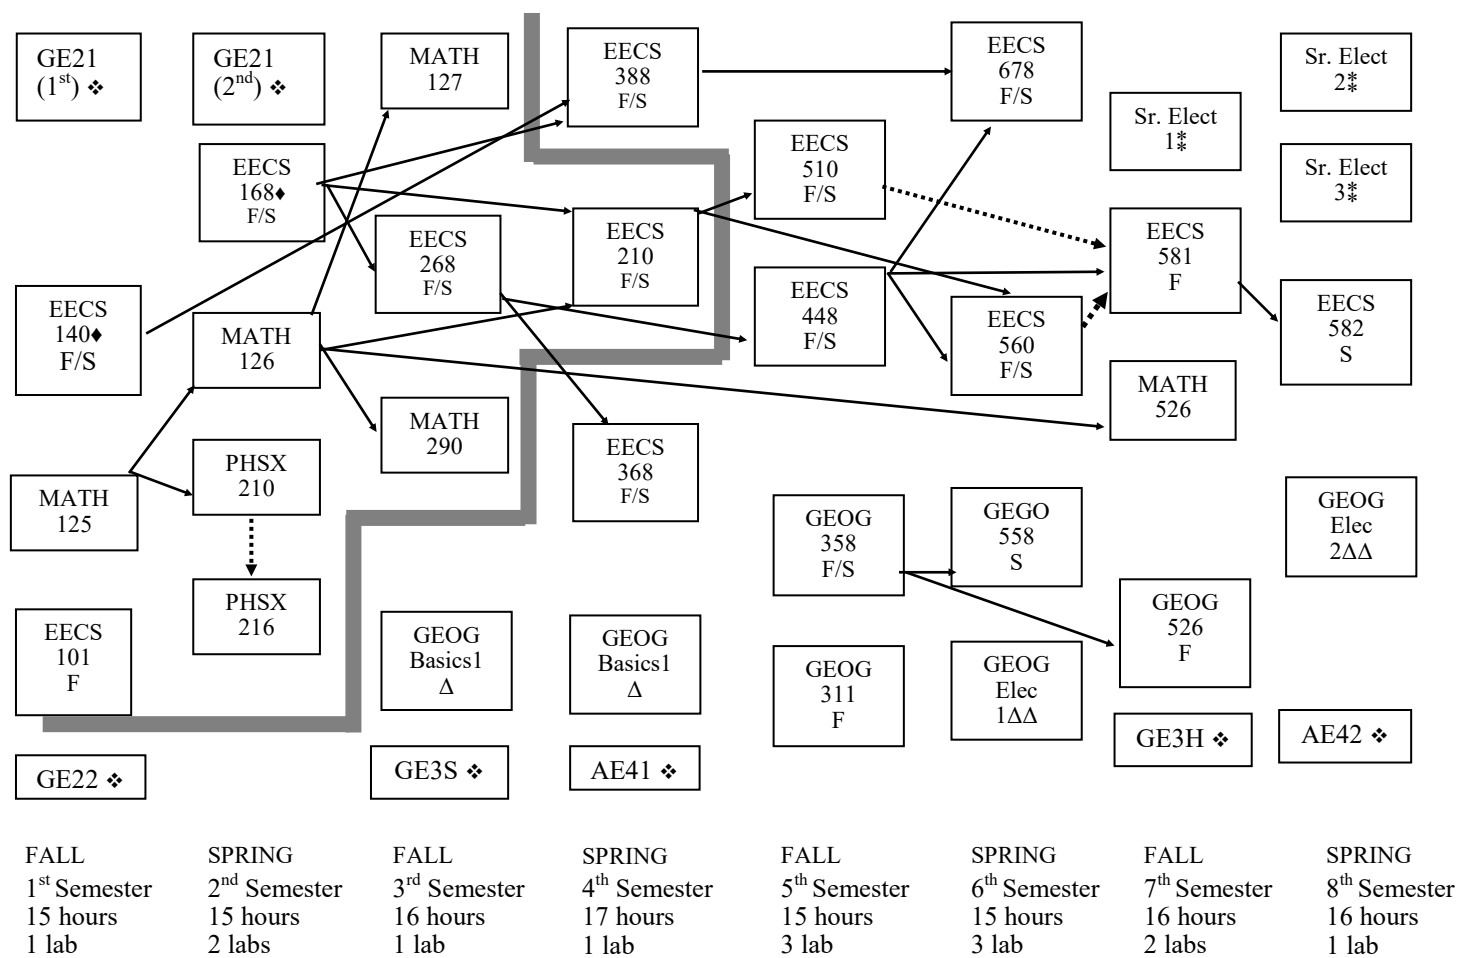 GE21
(1st) ❖
GE21
(2nd) ❖
MATH
127
EECS
388
F/S
EECS
678
F/S
Sr. Elect
2⁑
Sr. Elect
1⁑
EECS
168♦
F/S
EECS
510
F/S
Sr. Elect
3⁑
EECS
268
F/S
EECS
210
F/S
EECS
581
F
EECS
140♦
F/S
MATH
126
EECS
448
F/S
EECS
560
F/S
EECS
582
S
MATH
290
MATH
526
PHSX
210
EECS
368
F/S
MATH
125
GEOG
358
F/S
GEGO
558
S
GEOG
Elec
2ΔΔ
PHSX
216
EECS
101
F
GEOG
Basics1
Δ
GEOG
Basics1
Δ
GEOG
311
F
GEOG
Elec
1ΔΔ
GEOG
526
F
GE22 ❖
GE3S ❖
AE41 ❖
GE3H ❖
AE42 ❖
FALL
1st Semester
15 hours
1 lab
SPRING
2nd Semester
15 hours
2 labs
FALL
3rd Semester
16 hours
1 lab
SPRING
4th Semester
17 hours
1 lab
FALL
5th Semester
15 hours
3 lab
SPRING
6th Semester
15 hours
3 lab
FALL
7th Semester
16 hours
2 labs
SPRING
8th Semester
16 hours
1 lab